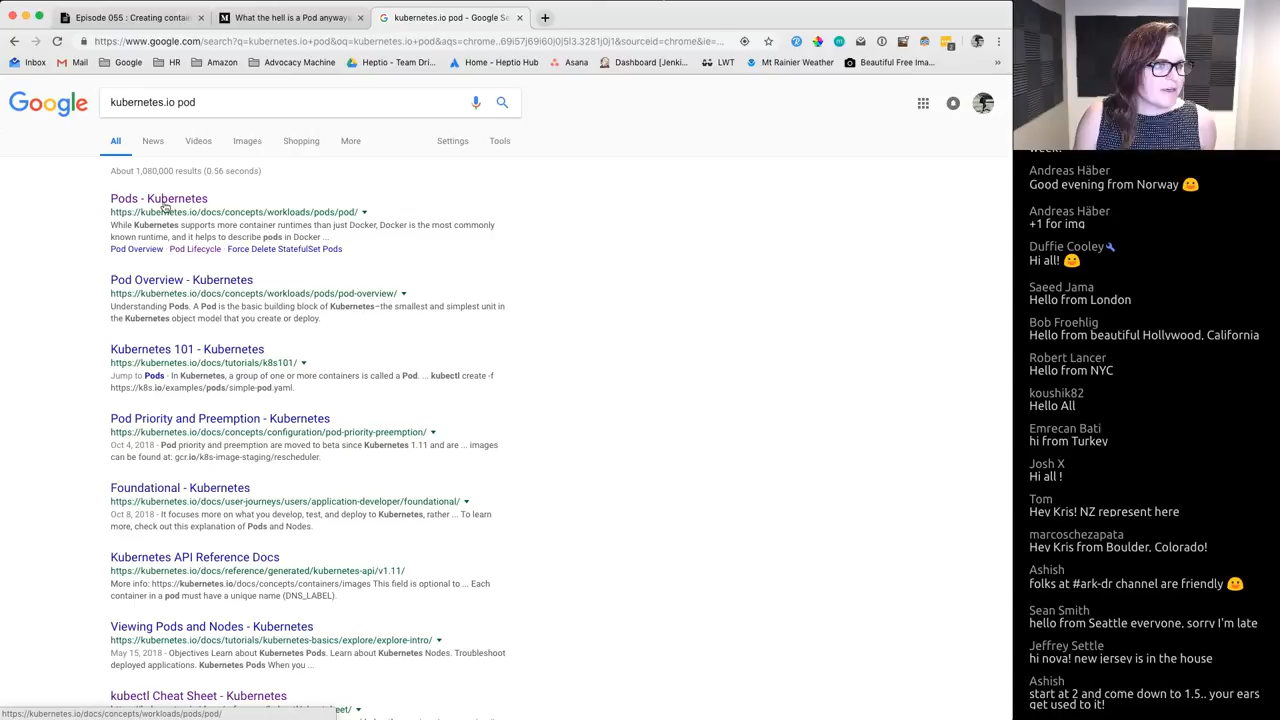 Episode 055 : Creating contai
What the hell is a Pod anyway
kubernetes.io pod - Google Se
https://www.google.com/search?q=kubernetes.io+pod&oq=kubernetes.io+pod&aqs=chrome..69i57j69i60j0j5l3.3281j0j1&sourceid=chrome&ie=...
Inbox
Mail
Google
HR
Amazon
Advocacy Machine
Heptio - Team Dri...
Home - Heptio Hub
Asana
Dashboard [Jenki...
LWT
Mt Rainier Weather
Beautiful Free Ima...
Google
kubernetes.io pod
All
News
Videos
Images
Shopping
More
Settings
Tools
About 1,080,000 results (0.56 seconds)
Pods - Kubernetes
https://kubernetes.io/docs/concepts/workloads/pods/pod/
While Kubernetes supports more container runtimes than just Docker, Docker is the most commonly
known runtime, and it helps to describe pods in Docker ...
Pod Overview · Pod Lifecycle · Force Delete StatefulSet Pods
Pod Overview - Kubernetes
https://kubernetes.io/docs/concepts/workloads/pods/pod-overview/
Understanding Pods. A Pod is the basic building block of Kubernetes–the smallest and simplest unit in
the Kubernetes object model that you create or deploy.
Kubernetes 101 - Kubernetes
https://kubernetes.io/docs/tutorials/k8s101/
Jump to Pods - In Kubernetes, a group of one or more containers is called a Pod. ... kubectl create -f
https://k8s.io/examples/pods/simple-pod.yaml.
Pod Priority and Preemption - Kubernetes
https://kubernetes.io/docs/concepts/configuration/pod-priority-preemption/
Oct 4, 2018 - Pod priority and preemption are moved to beta since Kubernetes 1.11 and are ... images
can be found at: gcr.io/k8s-image-staging/rescheduler.
Foundational - Kubernetes
https://kubernetes.io/docs/user-journeys/users/application-developer/foundational/
Oct 8, 2018 - It focuses more on what you develop, test, and deploy to Kubernetes, rather ... To learn
more, check out this explanation of Pods and Nodes.
Kubernetes API Reference Docs
https://kubernetes.io/docs/reference/generated/kubernetes-api/v1.11/
More info: https://kubernetes.io/docs/concepts/containers/images This field is optional to ... Each
container in a pod must have a unique name (DNS_LABEL).
Viewing Pods and Nodes - Kubernetes
https://kubernetes.io/docs/tutorials/kubernetes-basics/explore/explore-intro/
May 15, 2018 - Objectives Learn about Kubernetes Pods. Learn about Kubernetes Nodes. Troubleshoot
deployed applications. Kubernetes Pods When you ...
kubectl Cheat Sheet - Kubernetes
eet/
https://kubernetes.io/docs/concepts/workloads/pods/pod/
week!
Andreas Häber
Good evening from Norway
Andreas Häber
+1 for img
Duffie Cooley
Hi all!
Saeed Jama
Hello from London
Bob Froehlig
Hello from beautiful Hollywood, California
Robert Lancer
Hello from NYC
koushik82
Hello All
Emrecan Bati
hi from Turkey
Josh X
Hi all !
Tom
Hey Kris! NZ represent here
marcoschezapata
Hey Kris from Boulder, Colorado!
Ashish
folks at #ark-dr channel are friendly
Sean Smith
hello from Seattle everyone, sorry I'm late
Jeffrey Settle
hi nova! new jersey is in the house
Ashish
start at 2 and come down to 1.5.. your ears
get used to it!